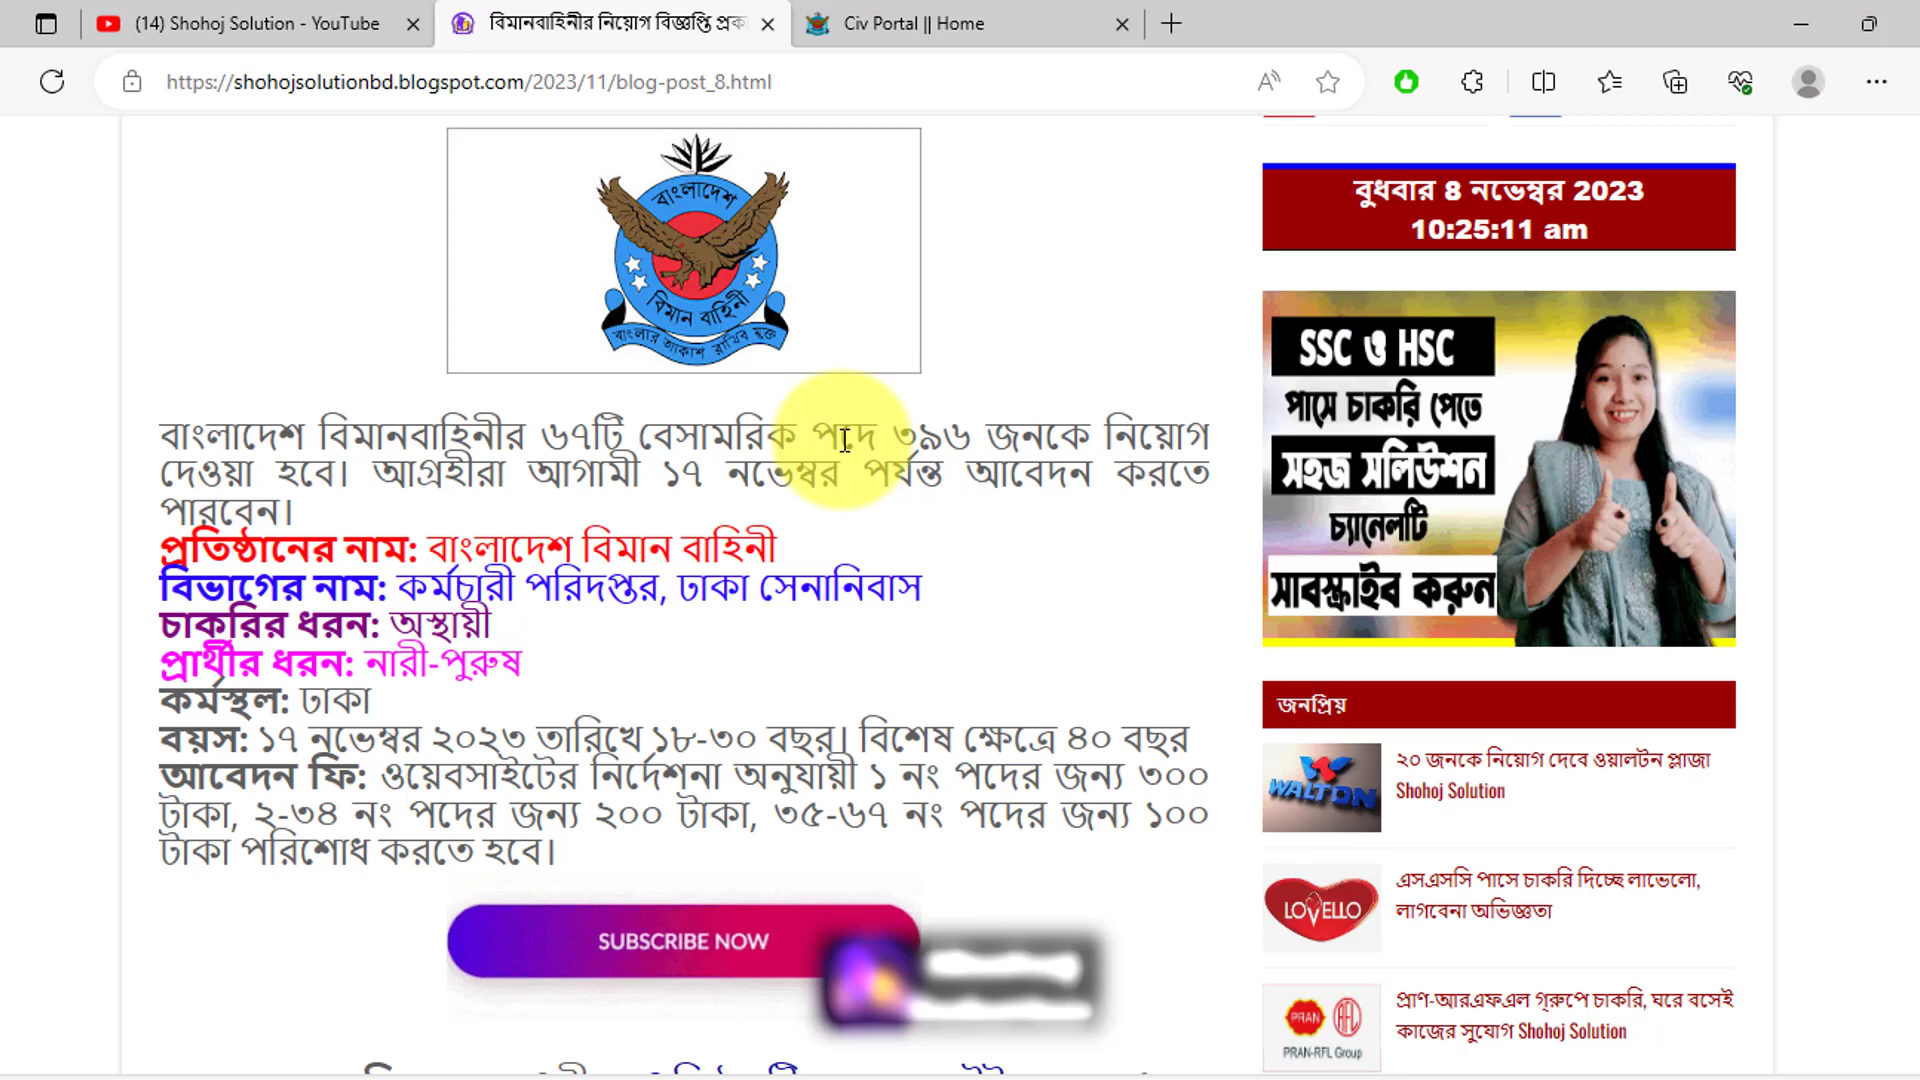 (14) Shohoj Solution - YouTube
বিমানবাহিনীর নিয়োগ বিজ্ঞপ্তি প্রক
Civ Portal || Home
https://shohojsolutionbd.blogspot.com/2023/11/blog-post_8.html
বাংলাদেশ
বিমান বাহিনী
বাংলার আকাশ রাখিব মুক্ত
বাংলাদেশ বিমানবাহিনীর ৬৭টি বেসামরিক পদে ৩৯৬ জনকে নিয়োগ
দেওয়া হবে। আগ্রহীরা আগামী ১৭ নভেম্বর পর্যন্ত আবেদন করতে
পারবেন।
প্রতিষ্ঠানের নাম: বাংলাদেশ বিমান বাহিনী
বিভাগের নাম: কর্মচারী পরিদপ্তর, ঢাকা সেনানিবাস
চাকরির ধরন: অস্থায়ী
প্রার্থীর ধরন: নারী-পুরুষ
কর্মস্থল: ঢাকা
বয়স: ১৭ নভেম্বর ২০২৩ তারিখে ১৮-৩০ বছর। বিশেষ ক্ষেত্রে ৪০ বছর
আবেদন ফি: ওয়েবসাইটের নির্দেশনা অনুযায়ী ১ নং পদের জন্য ৩০০
টাকা, ২-৩৪ নং পদের জন্য ২০০ টাকা, ৩৫-৬৭ নং পদের জন্য ১০০
টাকা পরিশোধ করতে হবে।
SUBSCRIBE NOW
বুধবার 8 নভেম্বর 2023
10:25:11 am
SSC ও HSC
পাসে চাকরি পেতে
সহজ সলিউশন
চ্যানেলটি
সাবস্ক্রাইব করুন
জনপ্রিয়
WALTON
২০ জনকে নিয়োগ দেবে ওয়ালটন প্লাজা
Shohoj Solution
LOVELLO
এসএসসি পাসে চাকরি দিচ্ছে লাভেলো,
লাগবেনা অভিজ্ঞতা
PRAN
RFL
PRAN-RFL Group
প্রাণ-আরএফএল গ্রুপে চাকরি, ঘরে বসেই
কাজের সুযোগ Shohoj Solution